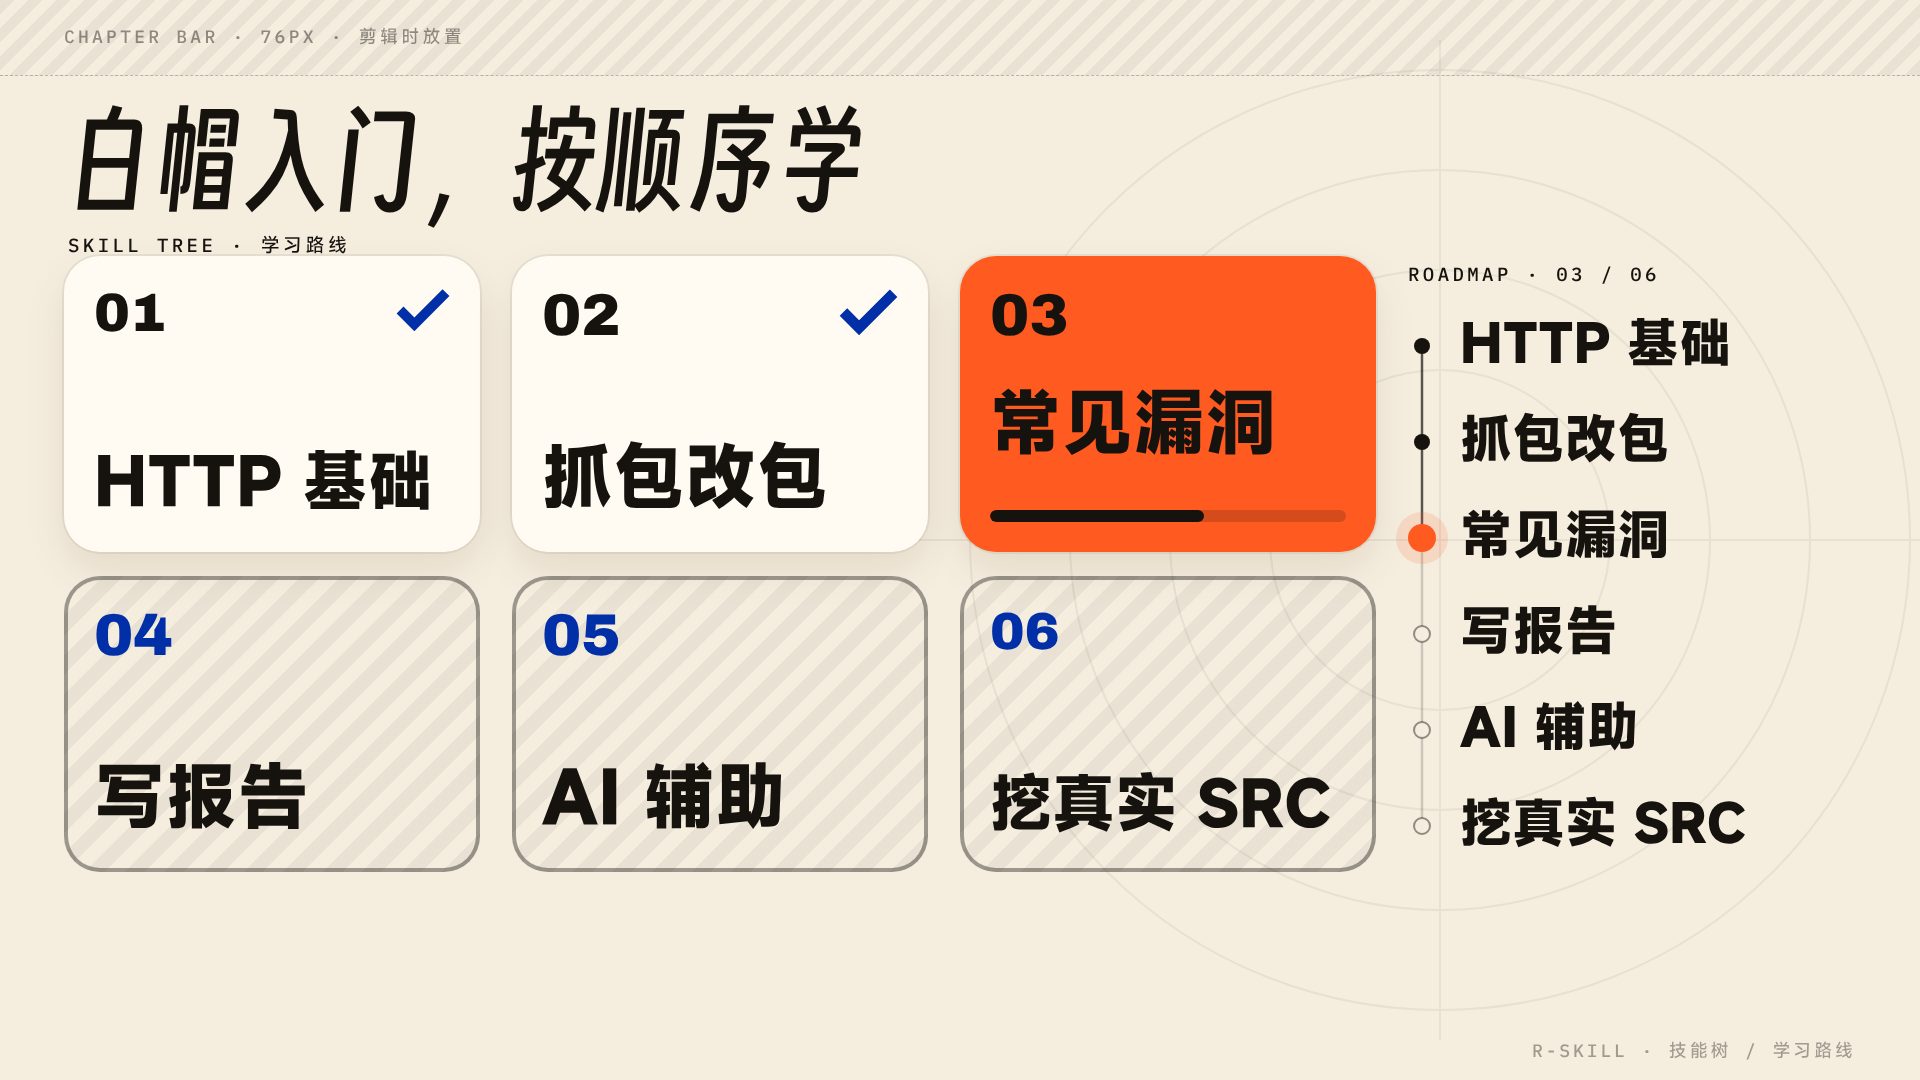 CHAPTER BAR · 76PX · 剪辑时放置
白帽入门，按顺序学
SKILL TREE · 学习路线
01
HTTP 基础
02
抓包改包
03
常见漏洞
04
写报告
05
AI 辅助
06
挖真实 SRC
ROADMAP · 03 / 06
HTTP 基础
抓包改包
常见漏洞
写报告
AI 辅助
挖真实 SRC
R-SKILL · 技能树 / 学习路线